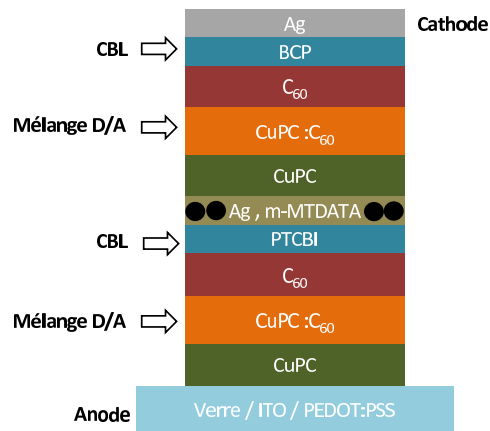 Ag
Cathode
CBL
BCP
C60
Mélange D/A
CuPC :C60
CuPC
Ag , m-MTDATA
CBL
PTCBI
C60
Mélange D/A
CuPC :C60
CuPC
Anode
Verre / ITO / PEDOT:PSS